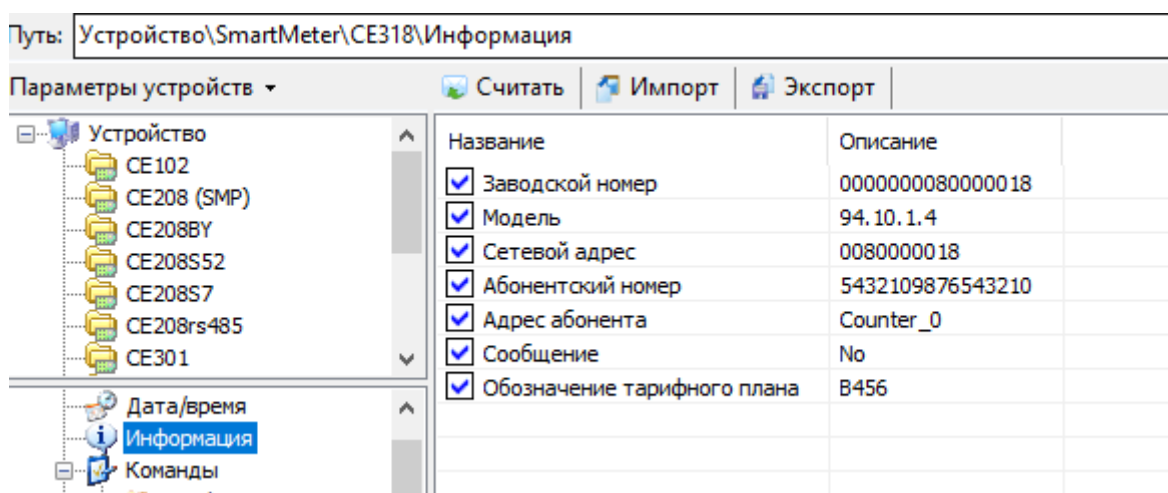 Путь: Устройство\SmartMeter\CE318\Информация
Параметры устройств
Считать Импорт Экспорт
Устройство
CE102
CE208 (SMP)
CE208BY
CE208S52
CE208S7
CE208rs485
CE301
Дата/время
Информация
Команды
Название Описание
Заводской номер 0000000080000018
Модель 94.10.1.4
Сетевой адрес 0080000018
Абонентский номер 5432109876543210
Адрес абонента Counter_0
Сообщение No
Обозначение тарифного плана B456